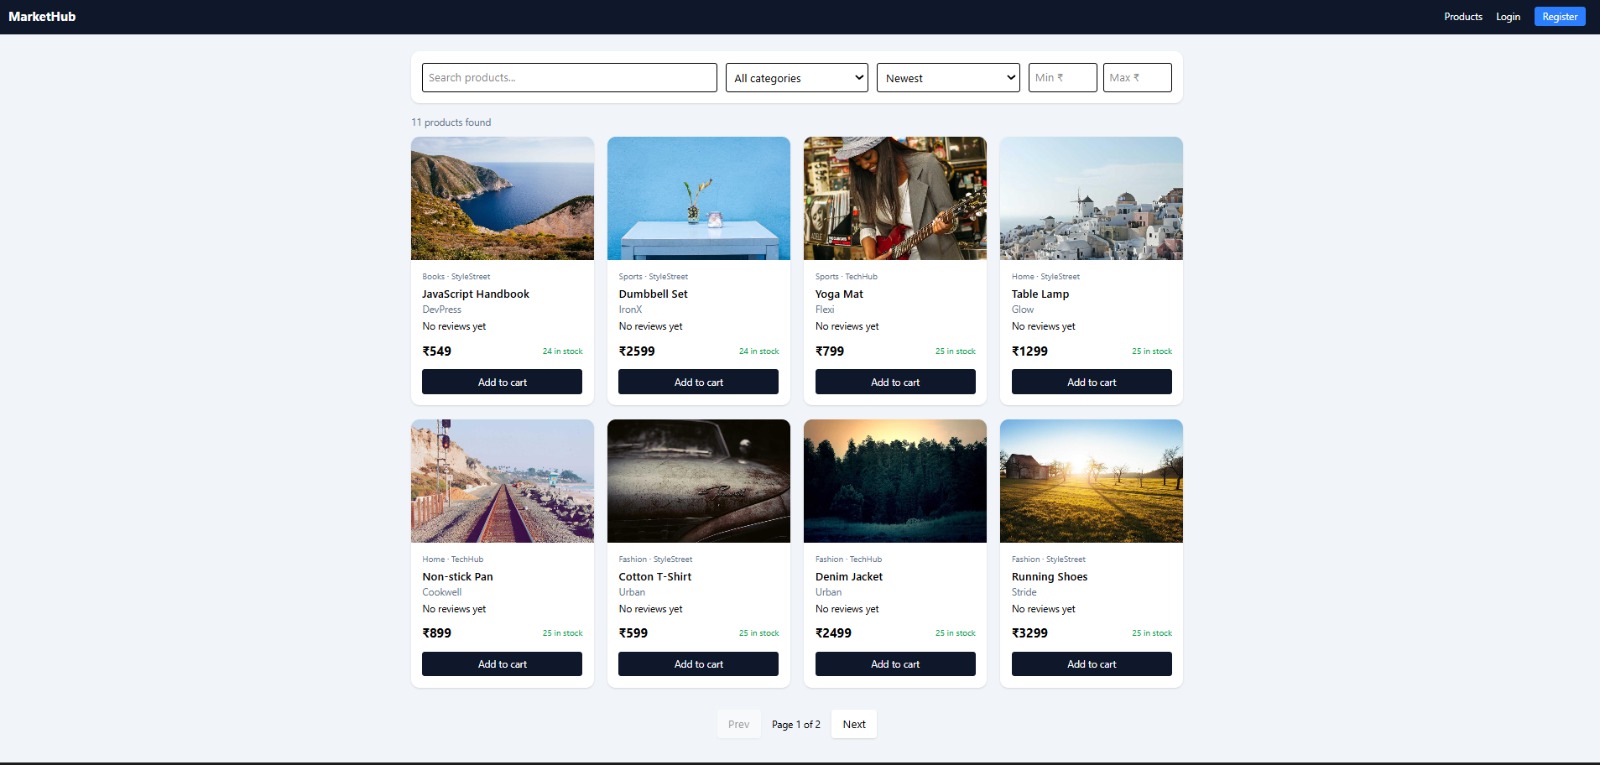 MarketHub
Products Login Register
Search products... All categories Newest Min ₹ Max ₹
11 products found
Books · StyleStreet
JavaScript Handbook
DevPress
No reviews yet
₹549 24 in stock
Add to cart
Sports · StyleStreet
Dumbbell Set
IronX
No reviews yet
₹2599 24 in stock
Add to cart
Sports · TechHub
Yoga Mat
Flexi
No reviews yet
₹799 25 in stock
Add to cart
Home · StyleStreet
Table Lamp
Glow
No reviews yet
₹1299 25 in stock
Add to cart
Home · TechHub
Non-stick Pan
Cookwell
No reviews yet
₹899 25 in stock
Add to cart
Fashion · StyleStreet
Cotton T-Shirt
Urban
No reviews yet
₹599 25 in stock
Add to cart
Fashion · TechHub
Denim Jacket
Urban
No reviews yet
₹2499 25 in stock
Add to cart
Fashion · StyleStreet
Running Shoes
Stride
No reviews yet
₹3299 25 in stock
Add to cart
Prev Page 1 of 2 Next